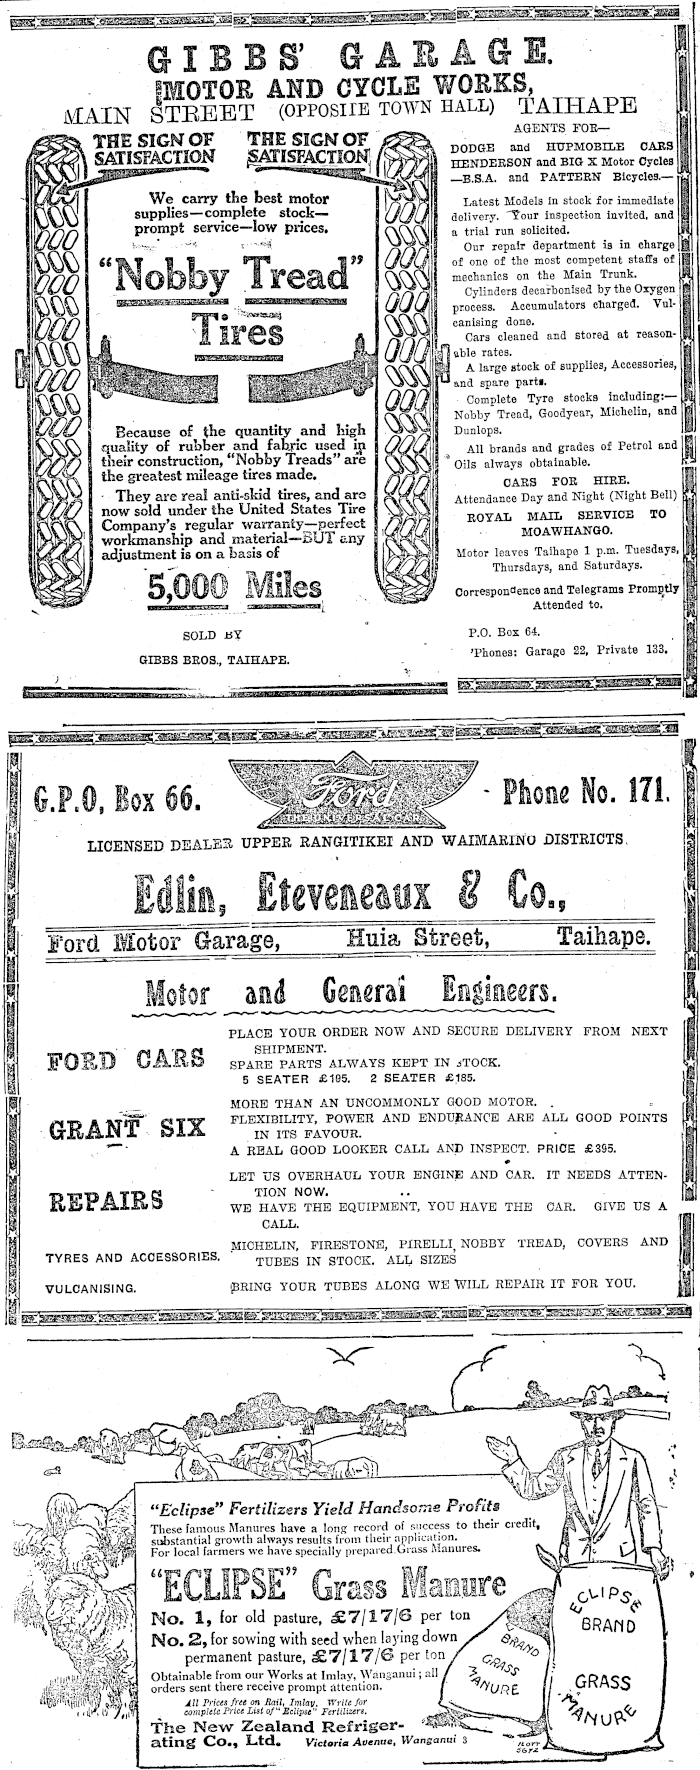 GIBBS' GARAGE.
MOTOR AND CYCLE WORKS,
MAIN STREET (OPPOSITE TOWN HALL) TAIHAPE
THE SIGN OF
SATISFACTION
THE SIGN OF
SATISFACTION
We carry the best motor
supplies—complete stock—
prompt service—low prices.
"Nobby Tread"
Tires
Because of the quantity and high
quality of rubber and fabric used in
their construction, "Nobby Treads" are
the greatest mileage tires made.
They are real anti-skid tires, and are
now sold under the United States Tire
Company's regular warranty—perfect
workmanship and material—BUT any
adjustment is on a basis of
5,000 Miles
SOLD BY
GIBBS BROS., TAIHAPE.
AGENTS FOR—
DODGE and HUPMOBILE CARS
HENDERSON and BIG X Motor Cycles
—B.S.A. and PATTERN Bicycles.—
Latest Models in stock for immediate
delivery. Your inspection invited, and
a trial run solicited.
Our repair department is in charge
of one of the most competent staffs of
mechanics on the Main Trunk.
Cylinders decarbonised by the Oxygen
process. Accumulators charged. Vul-
canising done.
Cars cleaned and stored at reason-
able rates.
A large stock of supplies, Accessories,
and spare parts.
Complete Tyre stocks including:—
Nobby Tread, Goodyear, Michelin, and
Dunlops.
All brands and grades of Petrol and
Oils always obtainable.
CARS FOR HIRE.
Attendance Day and Night (Night Bell)
ROYAL MAIL SERVICE TO
MOAWHANGO.
Motor leaves Taihape 1 p.m. Tuesdays,
Thursdays, and Saturdays.
Correspondence and Telegrams Promptly
Attended to.
P.O. Box 64.
'Phones: Garage 22, Private 133.
G.P.O, Box 66.
Ford
THE UNIVERSAL CAR
Phone No. 171.
LICENSED DEALER UPPER RANGITIKEI AND WAIMARINO DISTRICTS.
Edlin, Eteveneaux & Co.,
Ford Motor Garage, Huia Street, Taihape.
Motor and General Engineers.
FORD CARS
PLACE YOUR ORDER NOW AND SECURE DELIVERY FROM NEXT
SHIPMENT.
SPARE PARTS ALWAYS KEPT IN STOCK.
5 SEATER £195. 2 SEATER £185.
GRANT SIX
MORE THAN AN UNCOMMONLY GOOD MOTOR.
FLEXIBILITY, POWER AND ENDURANCE ARE ALL GOOD POINTS
IN ITS FAVOUR.
A REAL GOOD LOOKER CALL AND INSPECT. PRICE £395.
REPAIRS
LET US OVERHAUL YOUR ENGINE AND CAR. IT NEEDS ATTEN-
TION NOW.
WE HAVE THE EQUIPMENT, YOU HAVE THE CAR. GIVE US A
CALL.
TYRES AND ACCESSORIES.
MICHELIN, FIRESTONE, PIRELLI, NOBBY TREAD, COVERS AND
TUBES IN STOCK. ALL SIZES
VULCANISING.
BRING YOUR TUBES ALONG WE WILL REPAIR IT FOR YOU.
"Eclipse" Fertilizers Yield Handsome Profits
These famous Manures have a long record of success to their credit,
substantial growth always results from their application.
For local farmers we have specially prepared Grass Manures.
"ECLIPSE" Grass Manure
No. 1, for old pasture, £7/17/6 per ton
No. 2, for sowing with seed when laying down
permanent pasture, £7/17/6 per ton
Obtainable from our Works at Imlay, Wanganui; all
orders sent there receive prompt attention.
All Prices free on Rail, Imlay. Write for
complete Price List of "Eclipse" Fertilizers.
The New Zealand Refriger-
ating Co., Ltd. Victoria Avenue, Wanganui 3
BRAND
GRASS
MANURE
ECLIPSE
BRAND
GRASS
MANURE